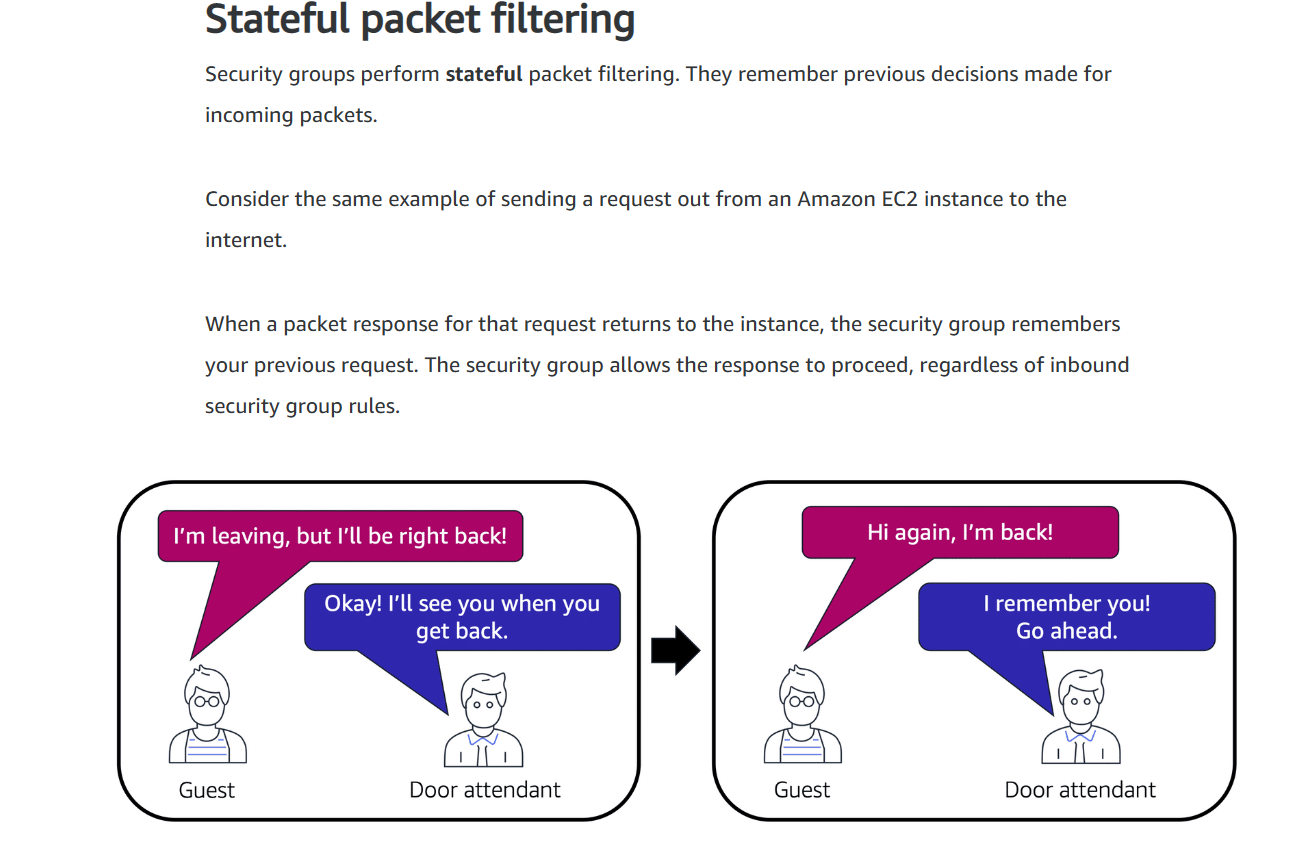 Stateful packet filtering
Security groups perform stateful packet filtering. They remember previous decisions made for
incoming packets.
Consider the same example of sending a request out from an Amazon EC2 instance to the
internet.
When a packet response for that request returns to the instance, the security group remembers
your previous request. The security group allows the response to proceed, regardless of inbound
security group rules.
I’m leaving, but I’ll be right back!
Okay! I’ll see you when you
get back.
Guest
Door attendant
Hi again, I’m back!
I remember you!
Go ahead.
Guest
Door attendant